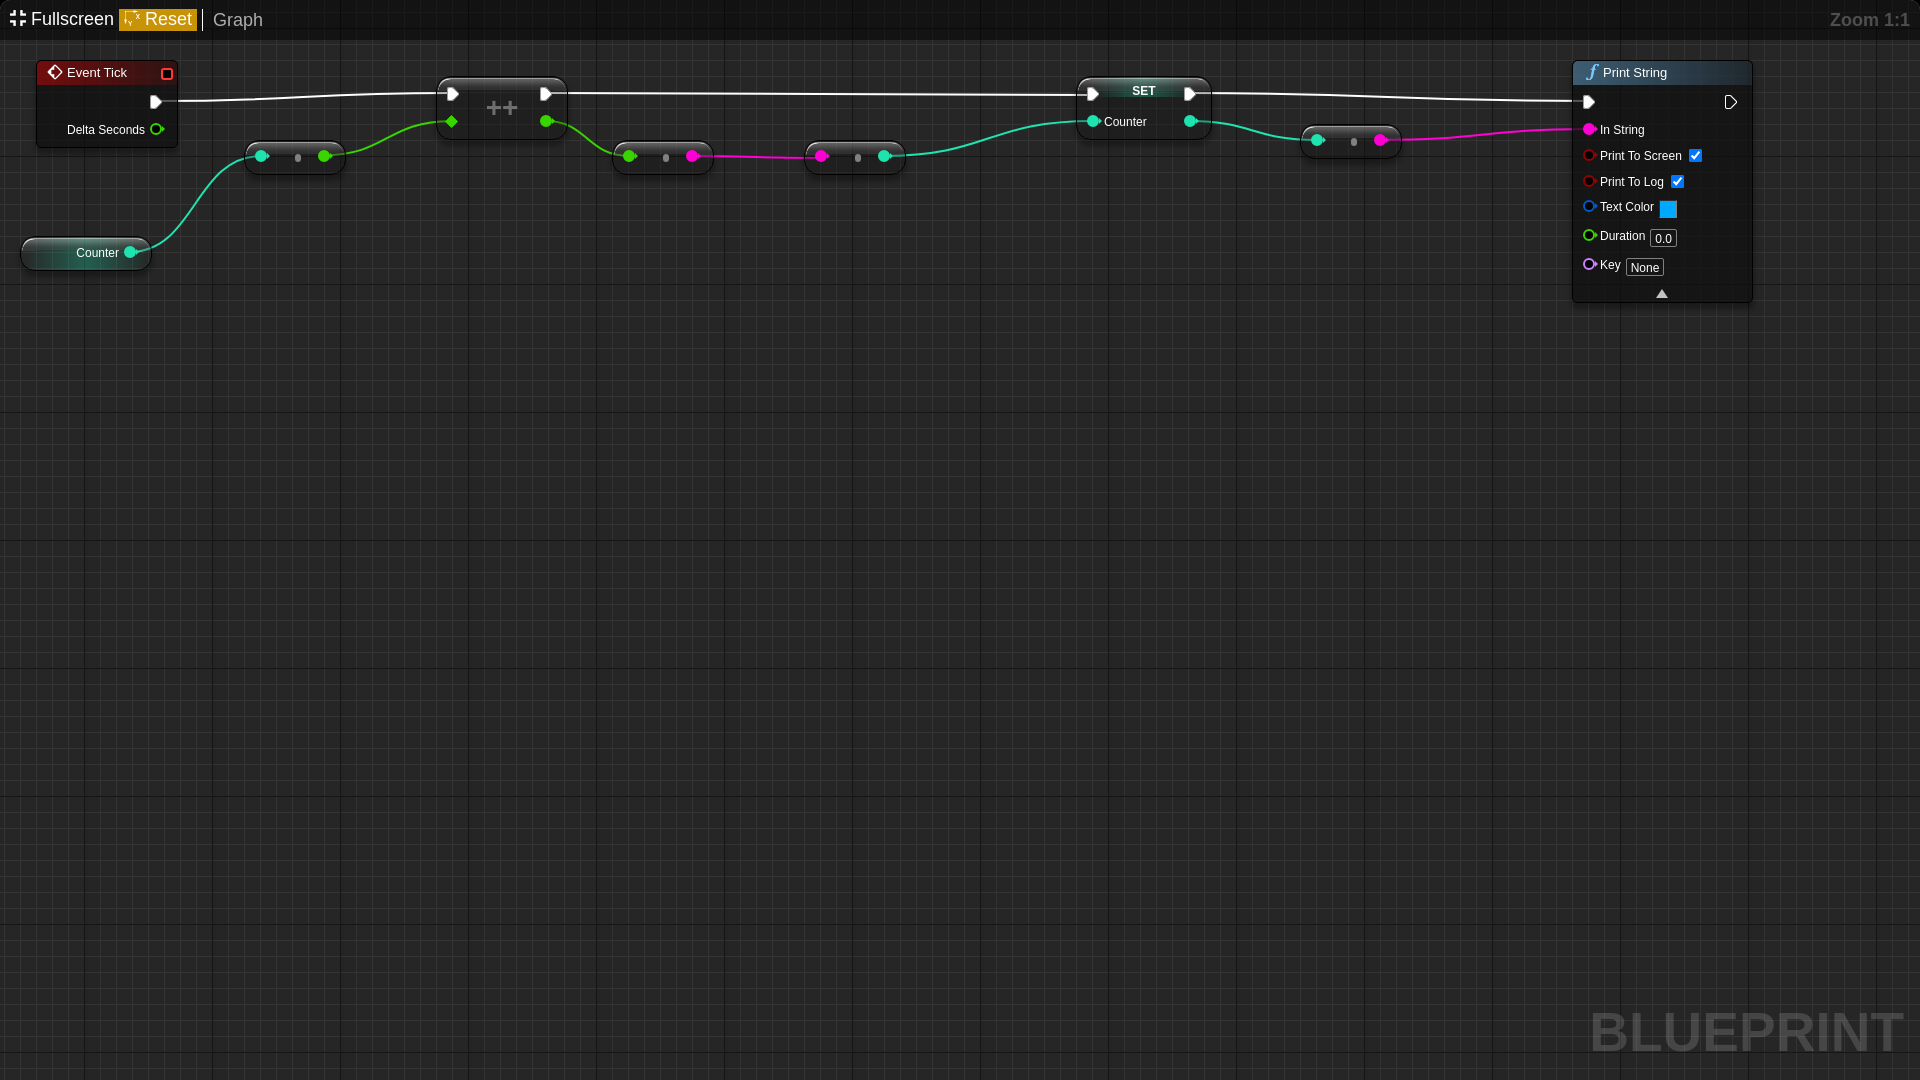 Fullscreen Reset Graph Zoom 1:1
Event Tick
Delta Seconds
++
SET
Counter
Counter
Print String
In String
Print To Screen
Print To Log
Text Color
Duration 0.0
Key None
BLUEPRINT